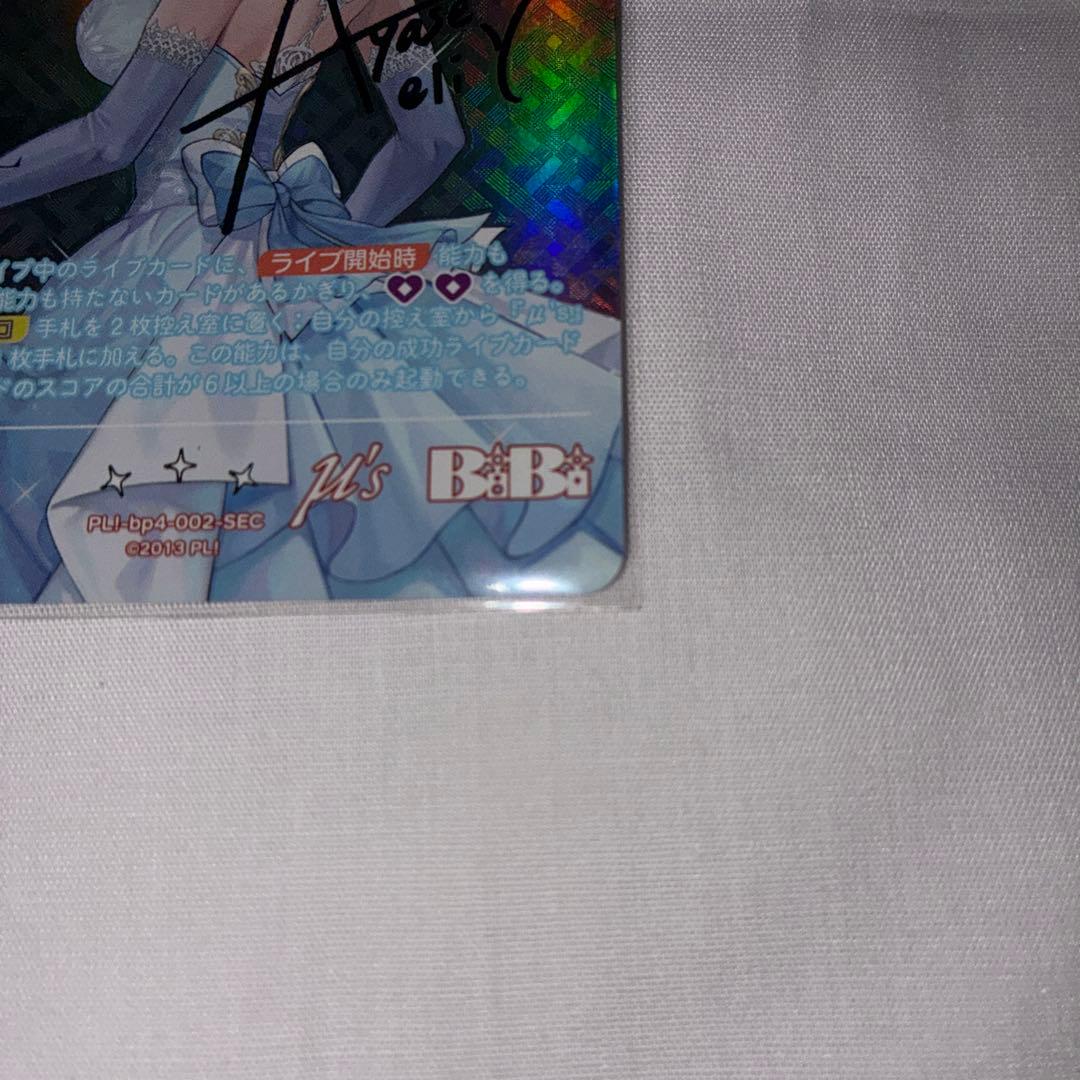 Ayase
eli
イブ中のライブカードに、 ライブ開始時 能力も
能力も持たないカードがあるかぎり、 を得る。
手札を2枚控え室に置く：自分の控え室から『μ's』
枚手札に加える。この能力は、自分の成功ライブカード
ドのスコアの合計が6以上の場合のみ起動できる。
μ's BiBi
PL!-bp4-002-SEC
©2013 PL!